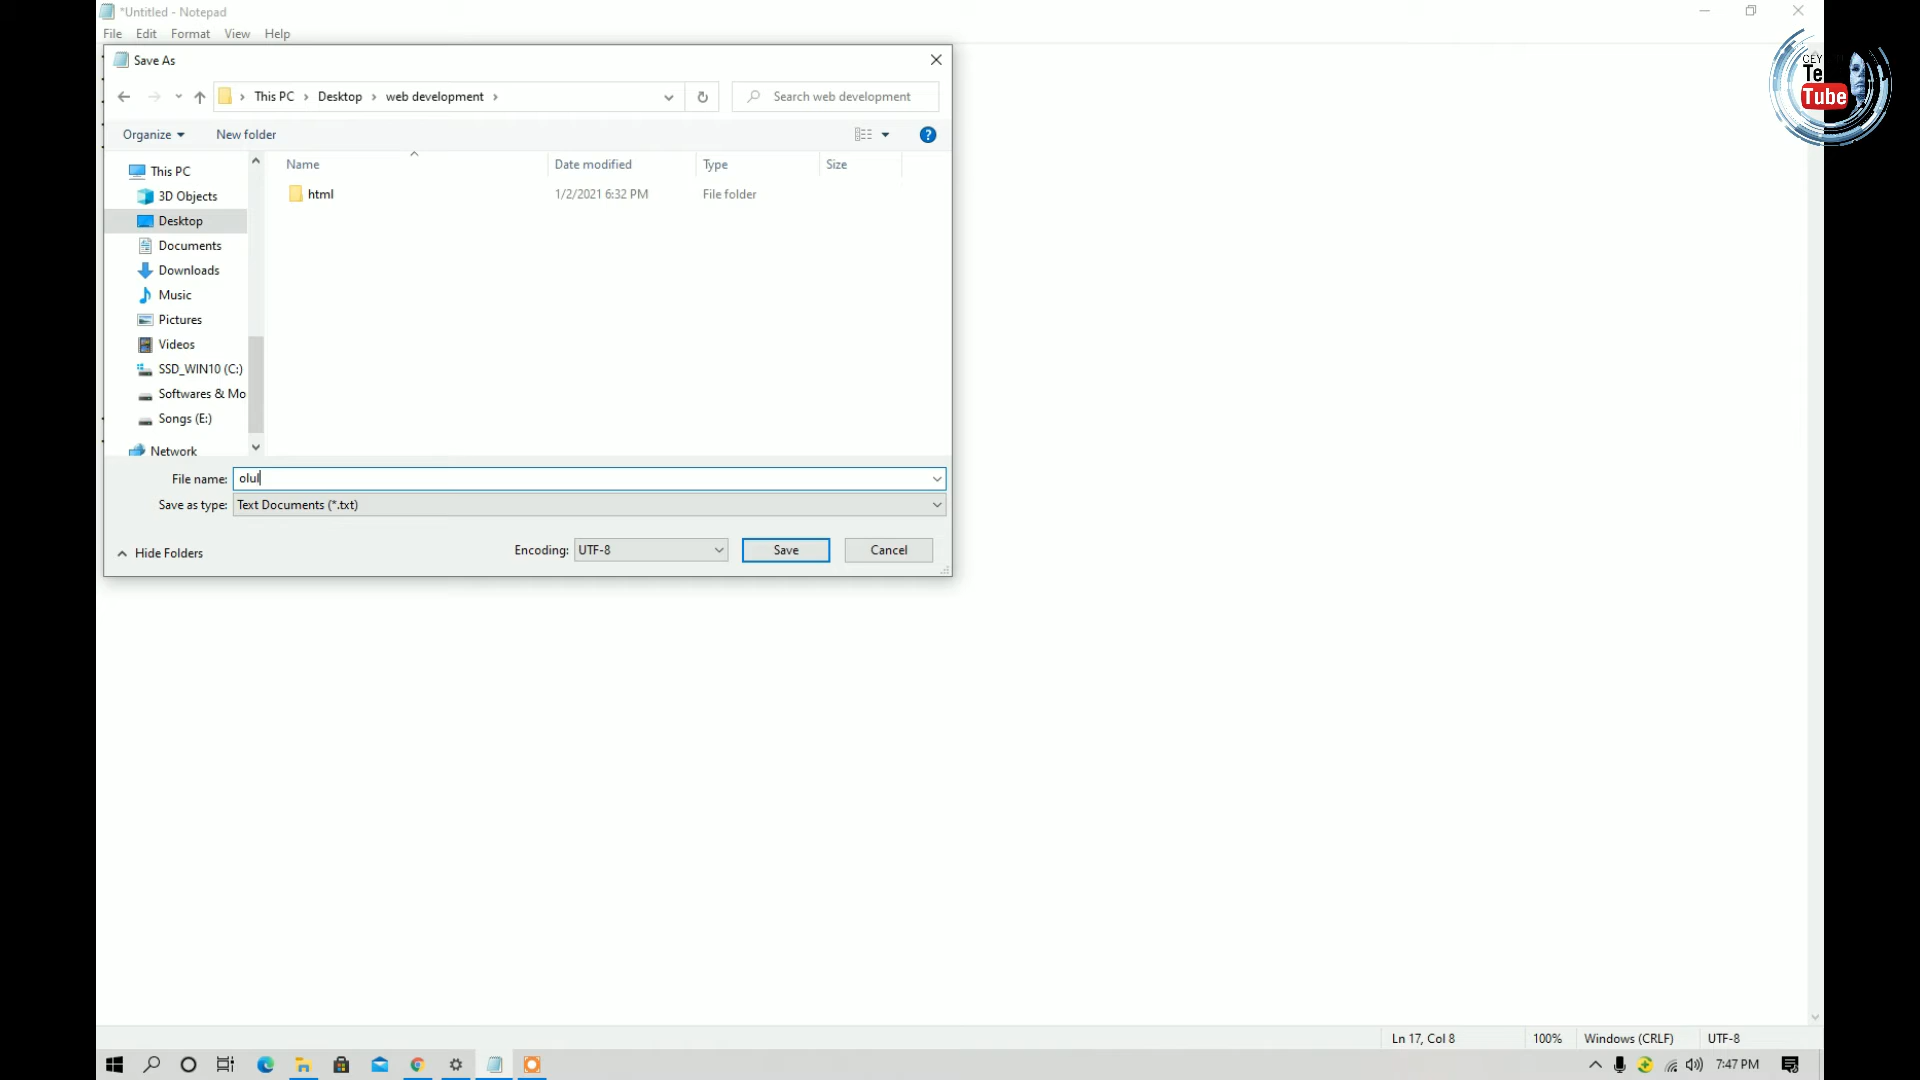 *Untitled - Notepad
File Edit Format View Help
Save As
This PC Desktop web development
Search web development
Organize New folder
Name Date modified Type Size
html 1/2/2021 6:32 PM File folder
This PC
3D Objects
Desktop
Documents
Downloads
Music
Pictures
Videos
SSD_WIN10 (C:)
Softwares & Mo
Songs (E:)
Network
File name: olul
Save as type: Text Documents (*.txt)
Hide Folders Encoding: UTF-8 Save Cancel
Tube
Ln 17, Col 8 100% Windows (CRLF) UTF-8
7:47 PM